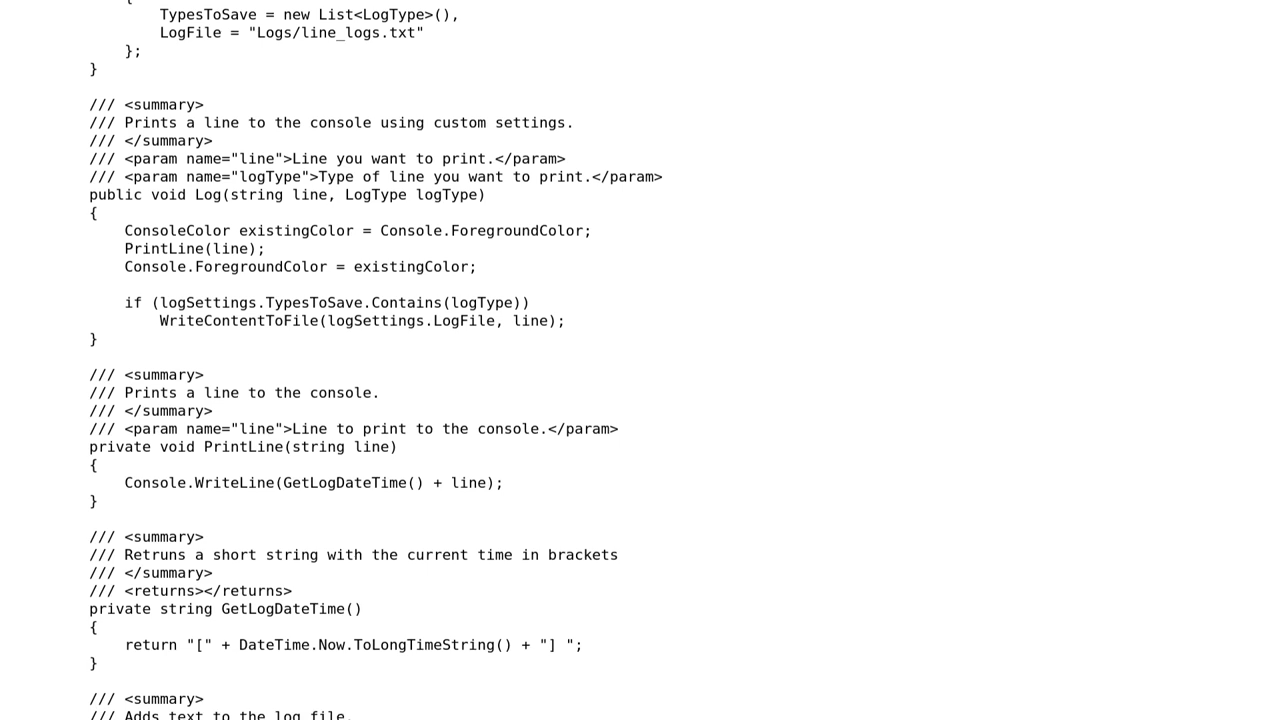 {
TypesToSave = new List<LogType>(),
LogFile = "Logs/line_logs.txt"
};
}
/// <summary>
/// Prints a line to the console using custom settings.
/// </summary>
/// <param name="line">Line you want to print.</param>
/// <param name="logType">Type of line you want to print.</param>
public void Log(string line, LogType logType)
{
ConsoleColor existingColor = Console.ForegroundColor;
PrintLine(line);
Console.ForegroundColor = existingColor;
if (logSettings.TypesToSave.Contains(logType))
WriteContentToFile(logSettings.LogFile, line);
}
/// <summary>
/// Prints a line to the console.
/// </summary>
/// <param name="line">Line to print to the console.</param>
private void PrintLine(string line)
{
Console.WriteLine(GetLogDateTime() + line);
}
/// <summary>
/// Retruns a short string with the current time in brackets
/// </summary>
/// <returns></returns>
private string GetLogDateTime()
{
return "[" + DateTime.Now.ToLongTimeString() + "] ";
}
/// <summary>
/// Adds text to the log file.